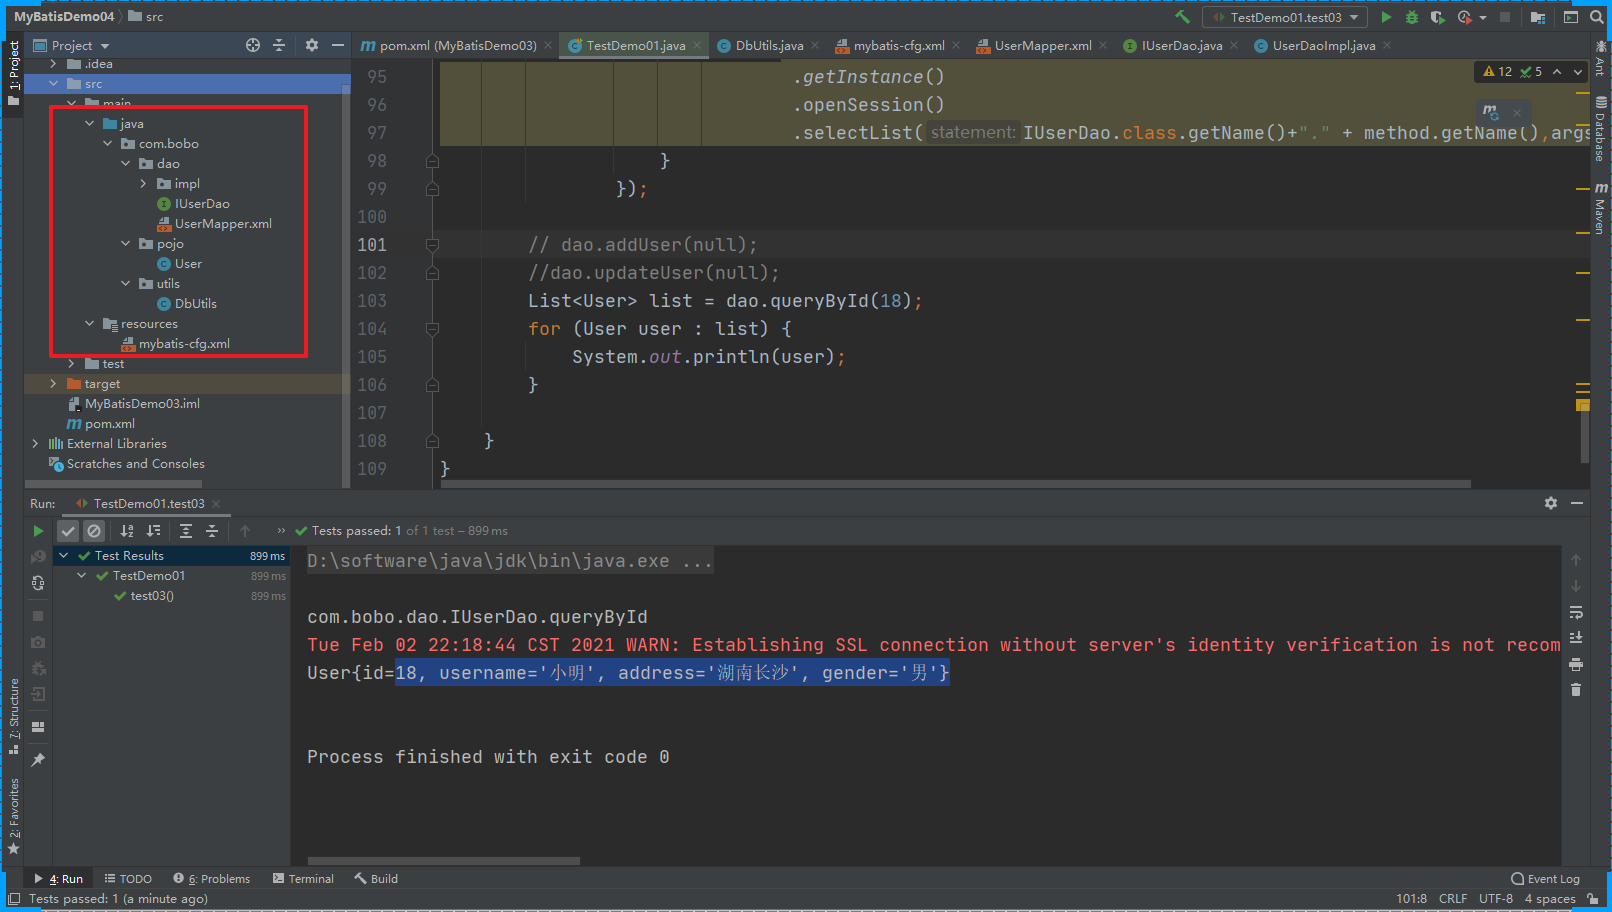 MyBatisDemo04 src
TestDemo01.test03
Project
pom.xml (MyBatisDemo03)
TestDemo01.java
DbUtils.java
mybatis-cfg.xml
UserMapper.xml
IUserDao.java
UserDaoImpl.java
1: Project
7: Structure
2: Favorites
.idea
src
main
java
com.bobo
dao
impl
IUserDao
UserMapper.xml
pojo
User
utils
DbUtils
resources
mybatis-cfg.xml
test
target
MyBatisDemo03.iml
pom.xml
External Libraries
Scratches and Consoles
12 5
95 .getInstance()
96 .openSession()
97 .selectList( statement: IUserDao.class.getName()+"." + method.getName(),args
98 }
99 });
100
101 // dao.addUser(null);
102 //dao.updateUser(null);
103 List<User> list = dao.queryById(18);
104 for (User user : list) {
105 System.out.println(user);
106 }
107
108 }
109 }
Ant
Database
Maven
Run: TestDemo01.test03
Tests passed: 1 of 1 test – 899 ms
Test Results 899 ms
TestDemo01 899 ms
test03() 899 ms
D:\software\java\jdk\bin\java.exe ...
com.bobo.dao.IUserDao.queryById
Tue Feb 02 22:18:44 CST 2021 WARN: Establishing SSL connection without server's identity verification is not recom
User{id=18, username='小明', address='湖南长沙', gender='男'}
Process finished with exit code 0
4: Run TODO 6: Problems Terminal Build Event Log
Tests passed: 1 (a minute ago) 101:8 CRLF UTF-8 4 spaces